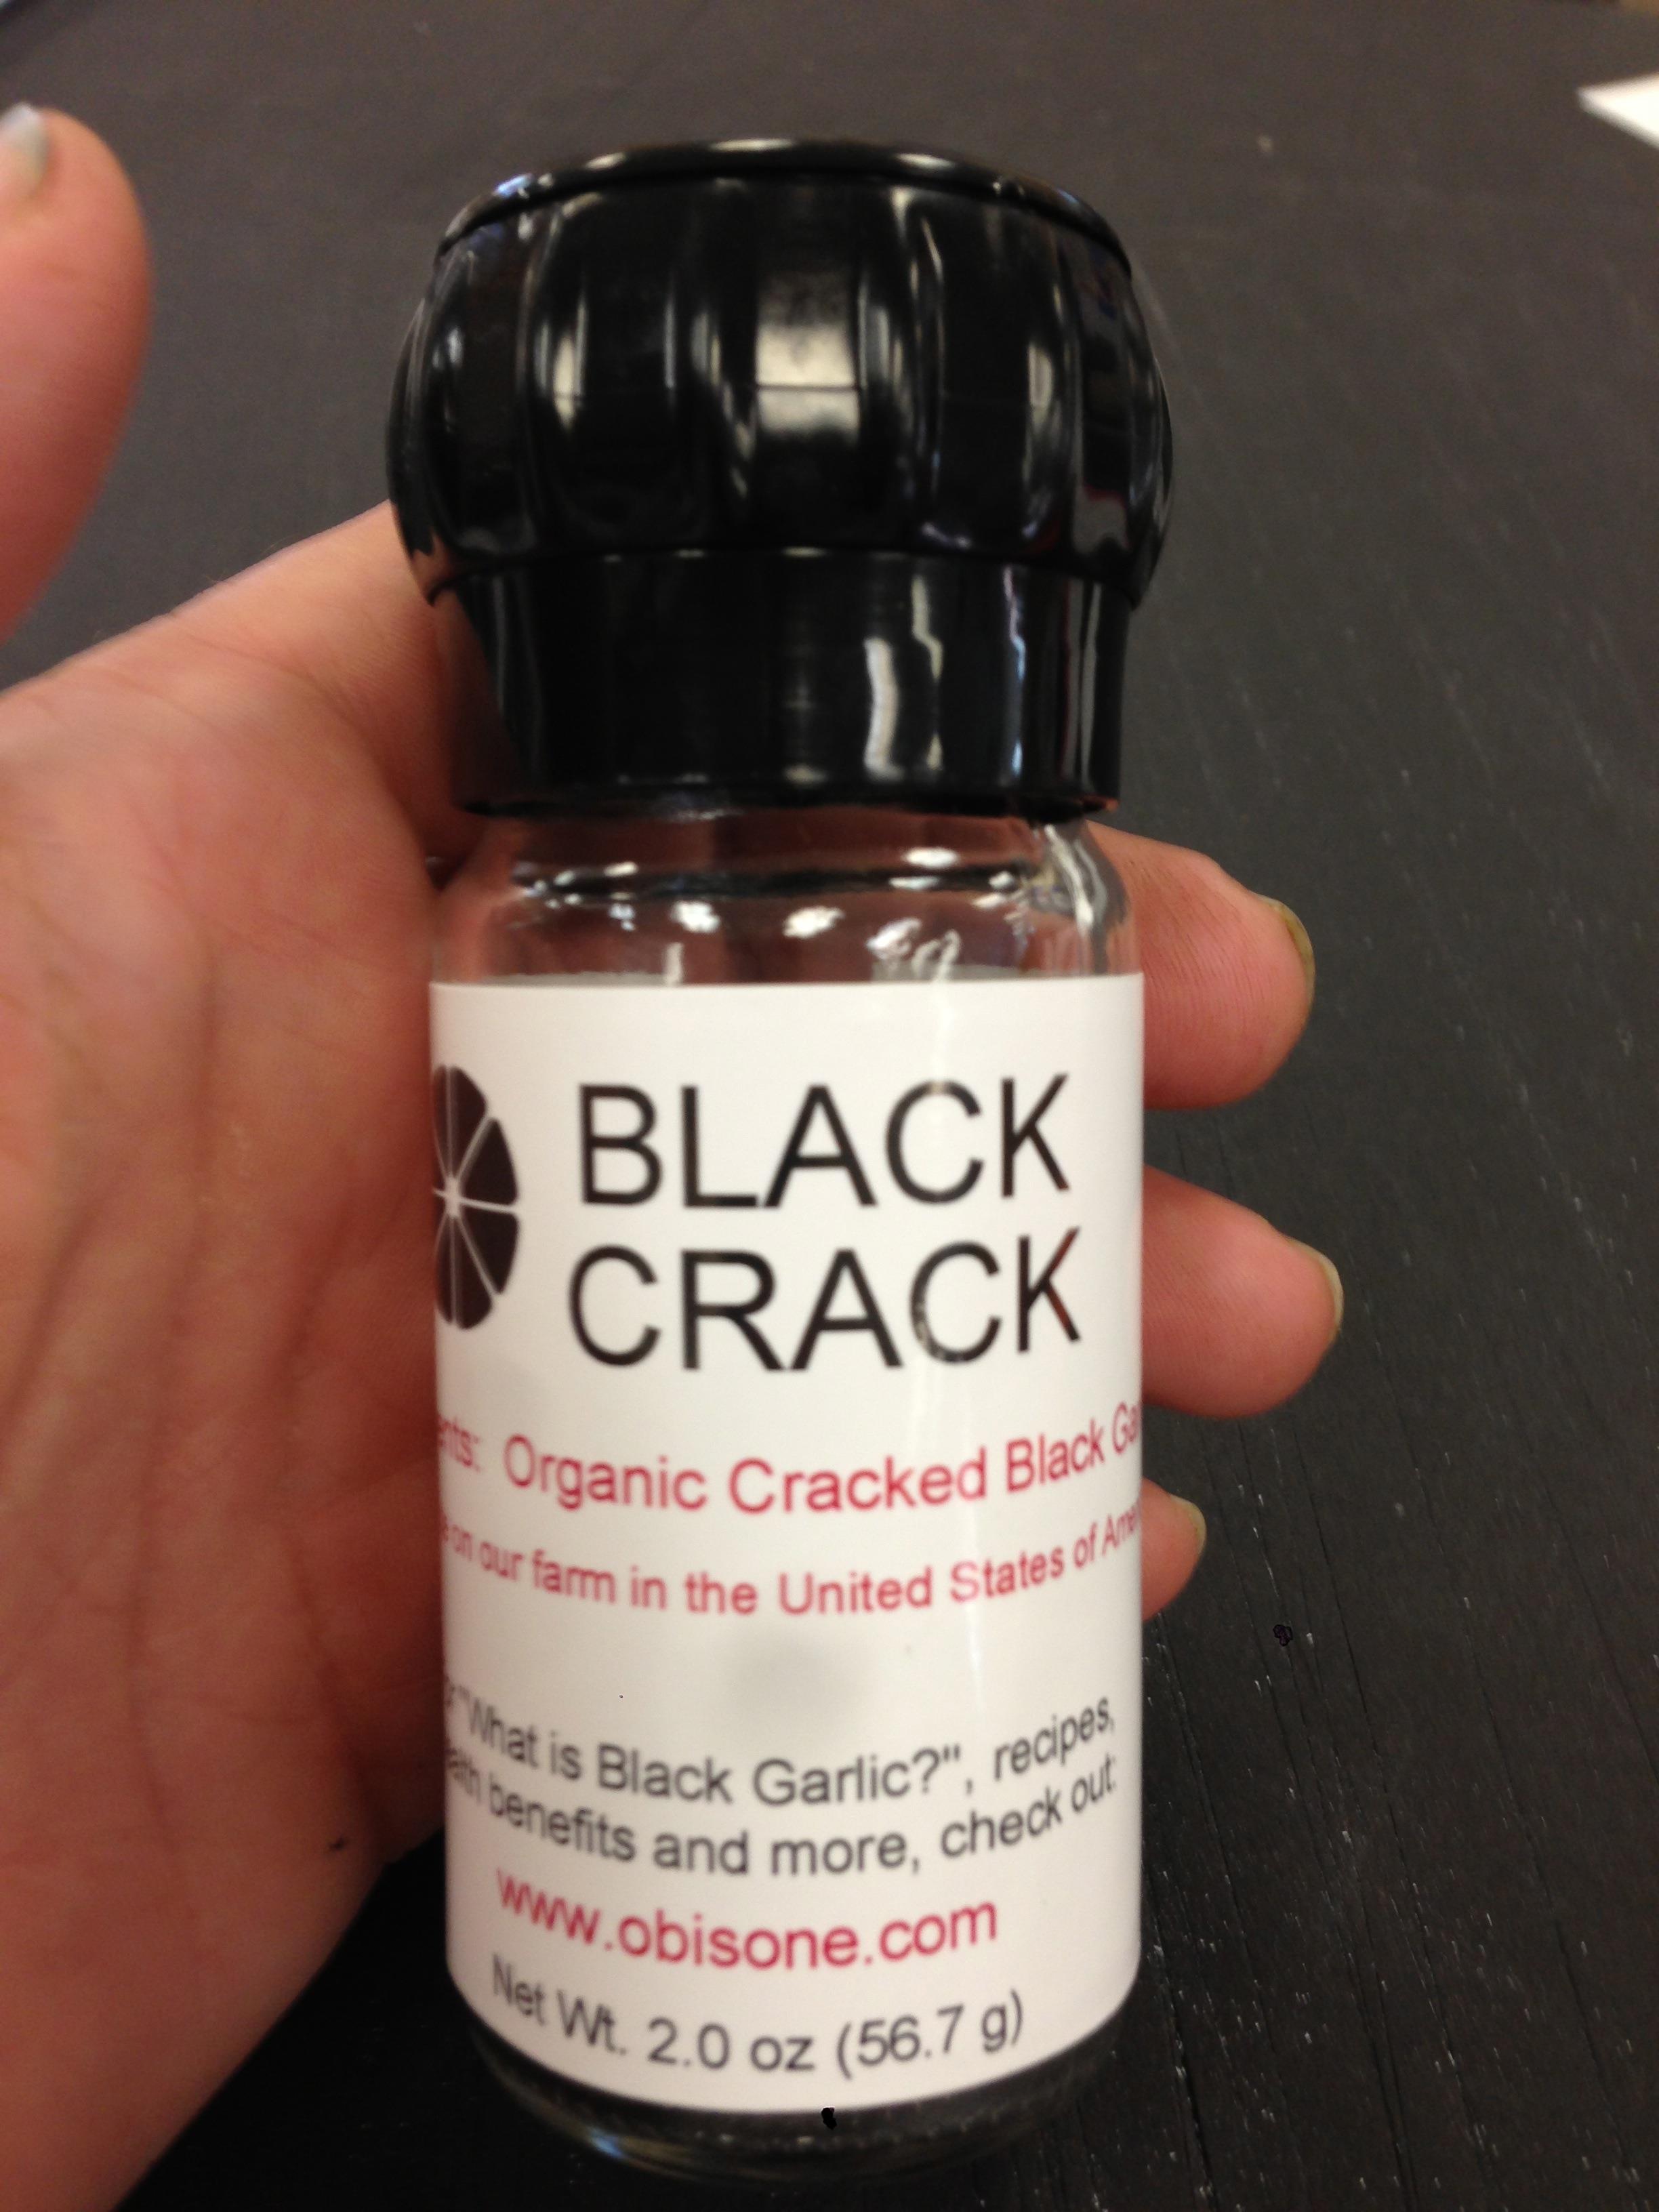 BLACK
CRACK
Organic Cracked Black
on our farm in the United States of
"What is Black Garlic?", recipes,
benefits and more, check out:
www.obisone.com
Net Wt. 2.0 oz (56.7 g)